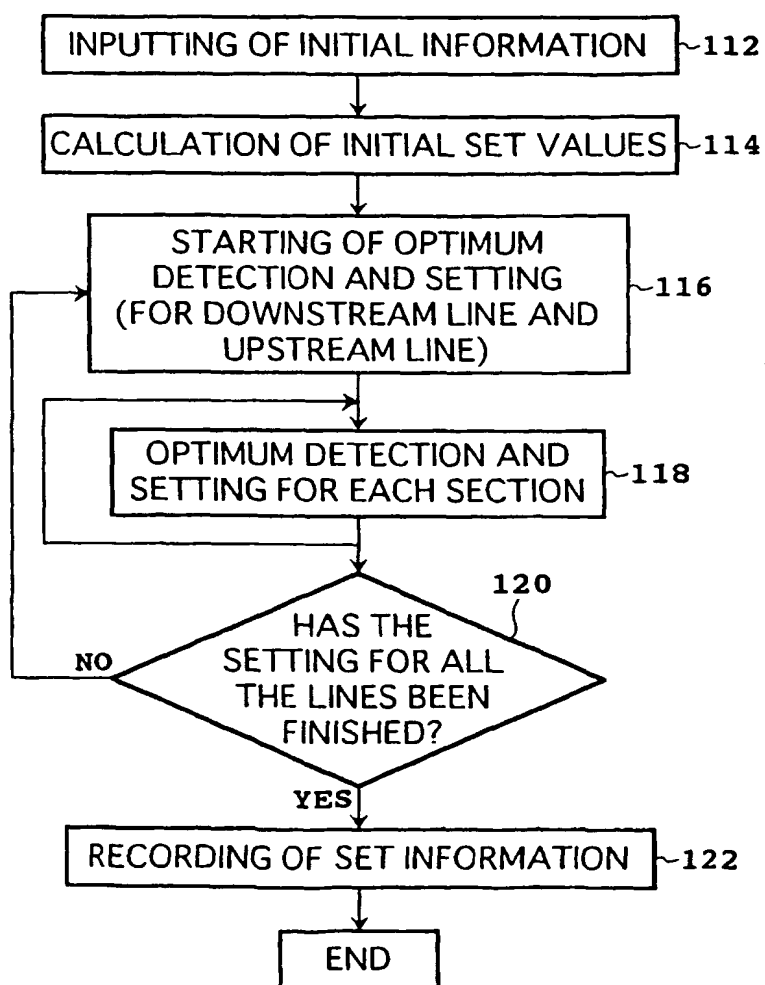 INPUTTING OF INITIAL INFORMATION
112
CALCULATION OF INITIAL SET VALUES
114
STARTING OF OPTIMUM
DETECTION AND SETTING
(FOR DOWNSTREAM LINE AND
UPSTREAM LINE)
116
OPTIMUM DETECTION AND
SETTING FOR EACH SECTION
118
120
HAS THE
SETTING FOR ALL
THE LINES BEEN
FINISHED?
NO
YES
RECORDING OF SET INFORMATION
122
END